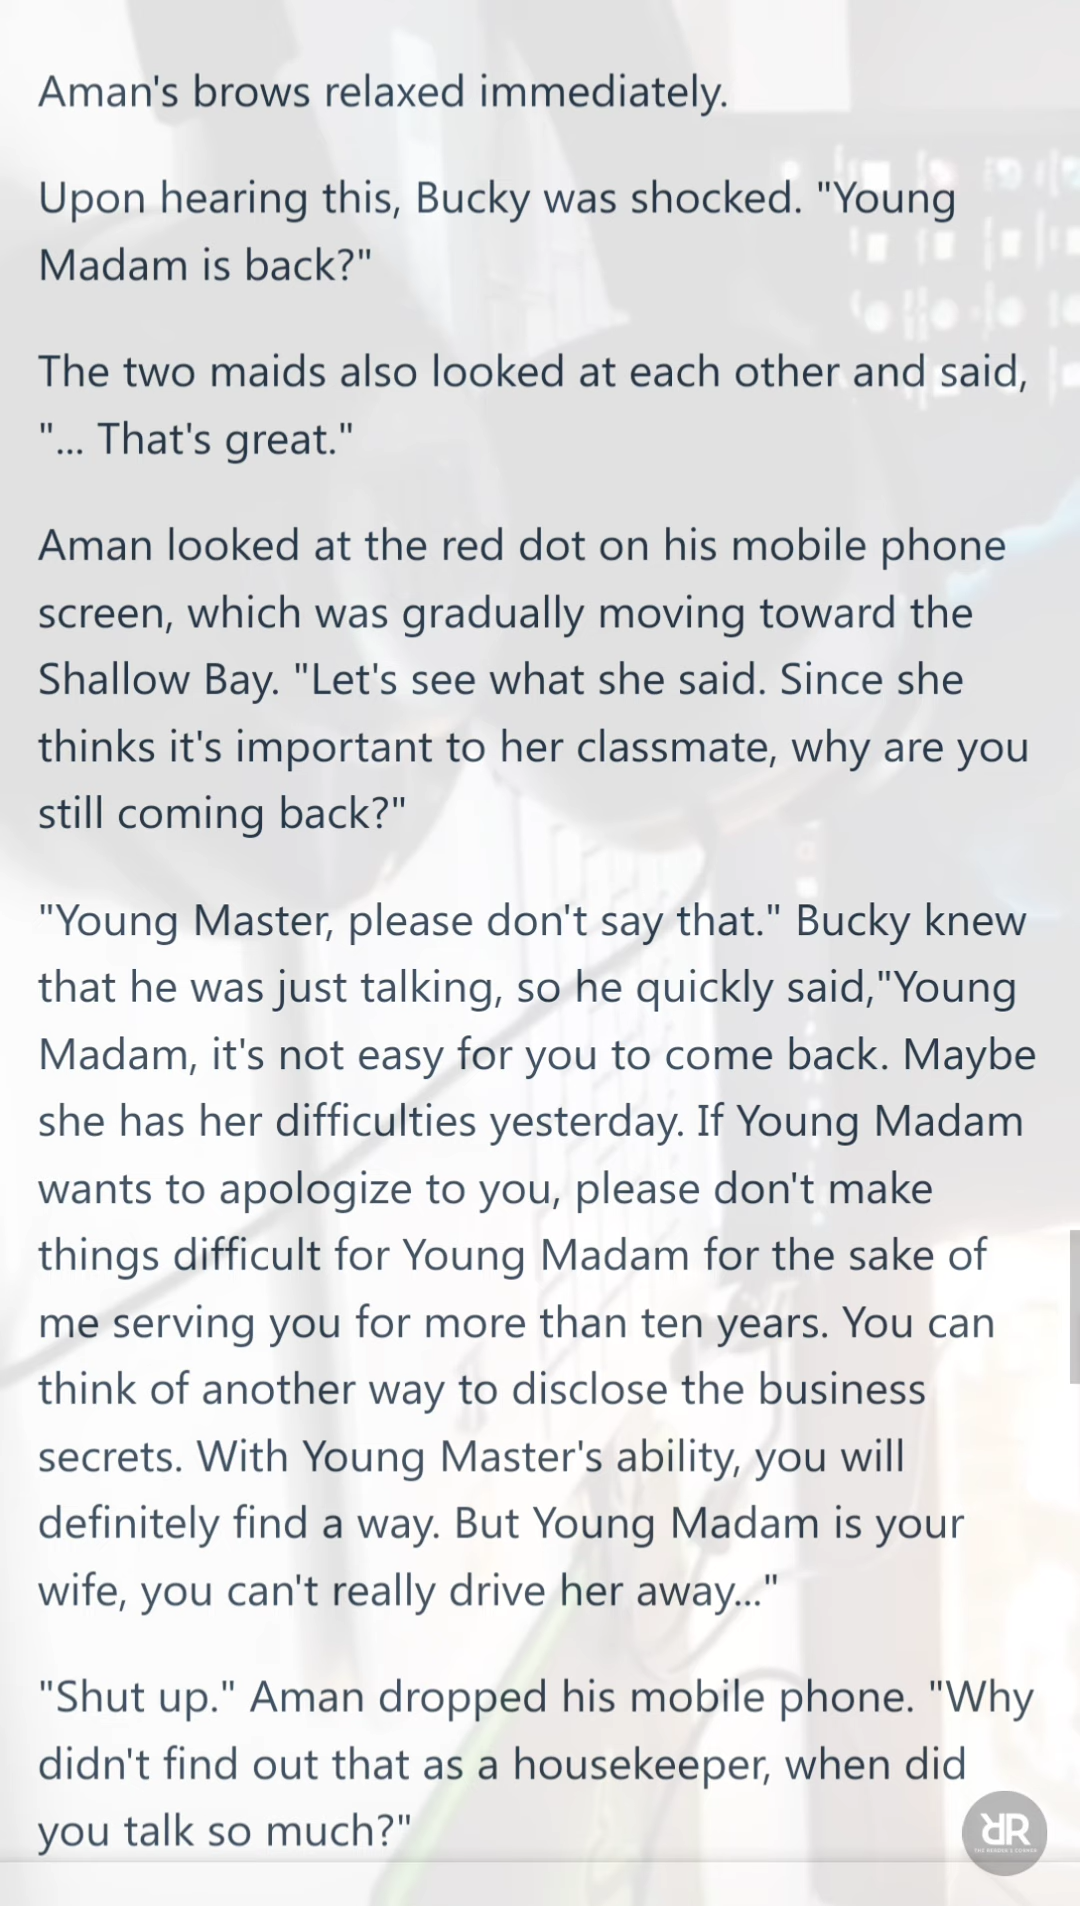 Aman's brows relaxed immediately.
Upon hearing this, Bucky was shocked. "Young
Madam is back?"
The two maids also looked at each other and said,
"... That's great."
Aman looked at the red dot on his mobile phone
screen, which was gradually moving toward the
Shallow Bay. "Let's see what she said. Since she
thinks it's important to her classmate, why are you
still coming back?"
"Young Master, please don't say that." Bucky knew
that he was just talking, so he quickly said,"Young
Madam, it's not easy for you to come back. Maybe
she has her difficulties yesterday. If Young Madam
wants to apologize to you, please don't make
things difficult for Young Madam for the sake of
me serving you for more than ten years. You can
think of another way to disclose the business
secrets. With Young Master's ability, you will
definitely find a way. But Young Madam is your
wife, you can't really drive her away..."
"Shut up." Aman dropped his mobile phone. "Why
didn't find out that as a housekeeper, when did
you talk so much?"